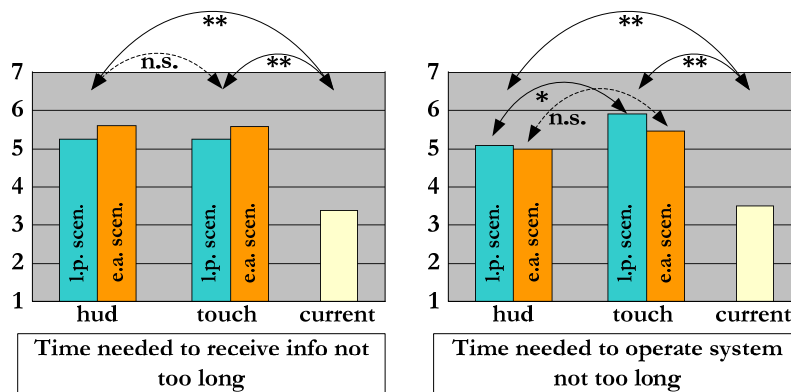 **
n.s.
**
7
6
5
4
3
2
1
l.p. scen.
e.a. scen.
l.p. scen.
e.a. scen.
hud
touch
current
Time needed to receive info not
too long
**
**
*
n.s.
7
6
5
4
3
2
1
l.p. scen.
e.a. scen.
l.p. scen.
e.a. scen.
hud
touch
current
Time needed to operate system
not too long